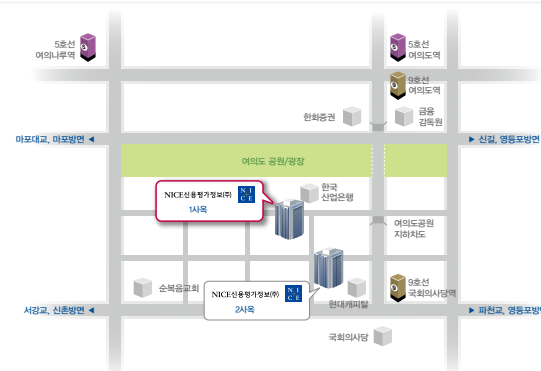 5호선
여의나루역
5호선
여의도역
9호선
여의도역
한화증권
금융
감독원
마포대교, 마포방면 ◀
▶ 신길, 영등포방면
여의도 공원/광장
NICE신용평가정보(주)
NICE
1사옥
한국
산업은행
여의도공원
지하차도
순복음교회
NICE신용평가정보(주)
NICE
2사옥
현대캐피탈
9호선
국회의사당역
서강교, 신촌방면 ◀
▶ 파천교, 영등포방
국회의사당